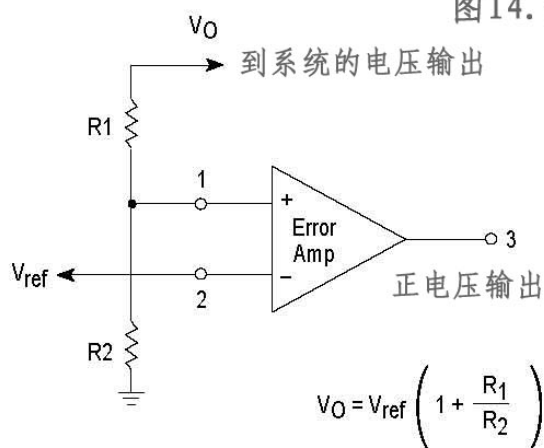 图14.
VO
到系统的电压输出
R1
1
+
Error
Amp
3
Vref
−
2
正电压输出
R2
VO = Vref ( 1 + R1 / R2 )